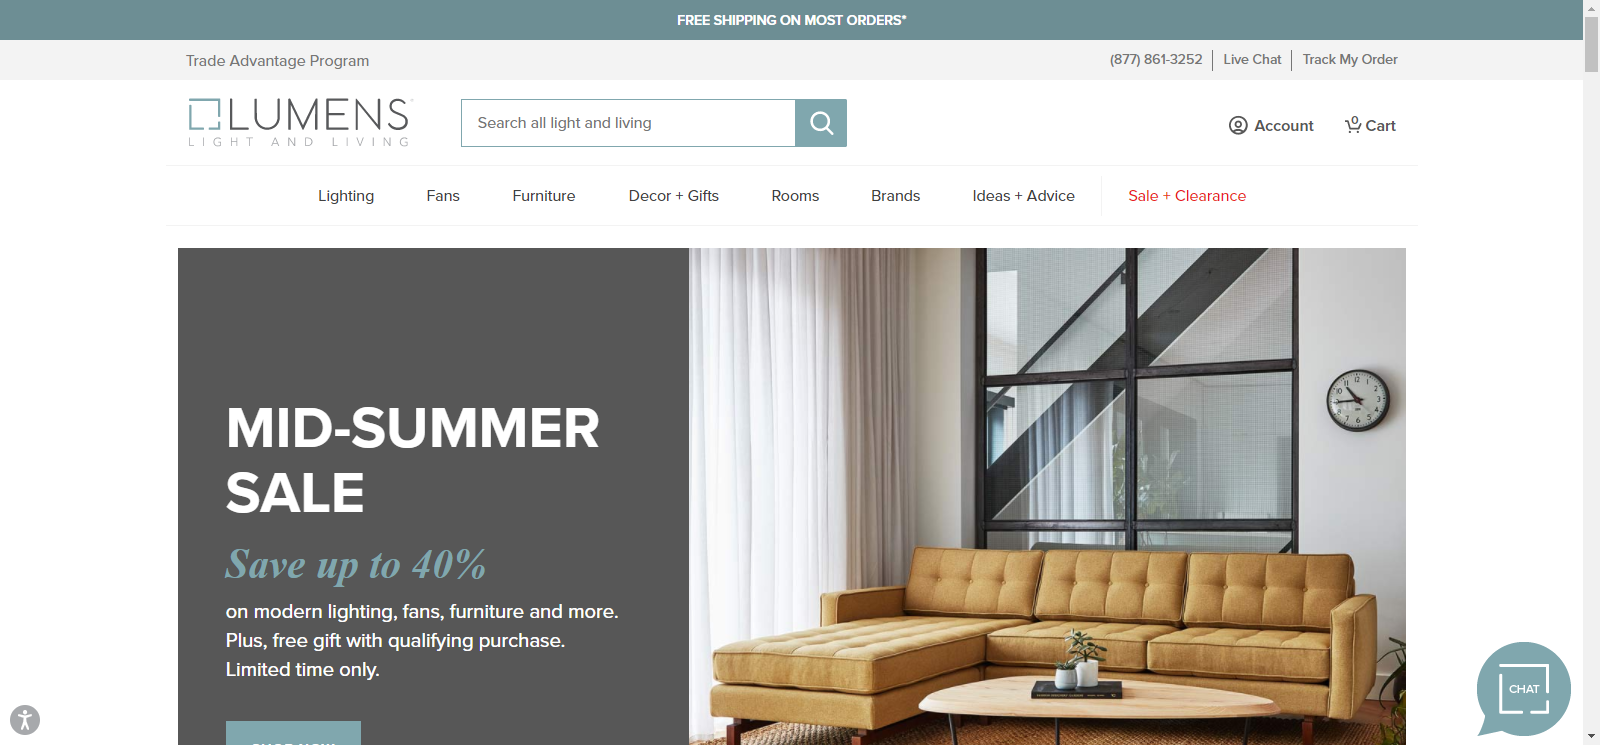 FREE SHIPPING ON MOST ORDERS*
Trade Advantage Program
(877) 861-3252
Live Chat
Track My Order
LUMENS
LIGHT AND LIVING
Search all light and living
Account
0
Cart
Lighting
Fans
Furniture
Decor + Gifts
Rooms
Brands
Ideas + Advice
Sale + Clearance
MID-SUMMER
SALE
Save up to 40%
on modern lighting, fans, furniture and more.
Plus, free gift with qualifying purchase.
Limited time only.
SHOP NOW
CHAT